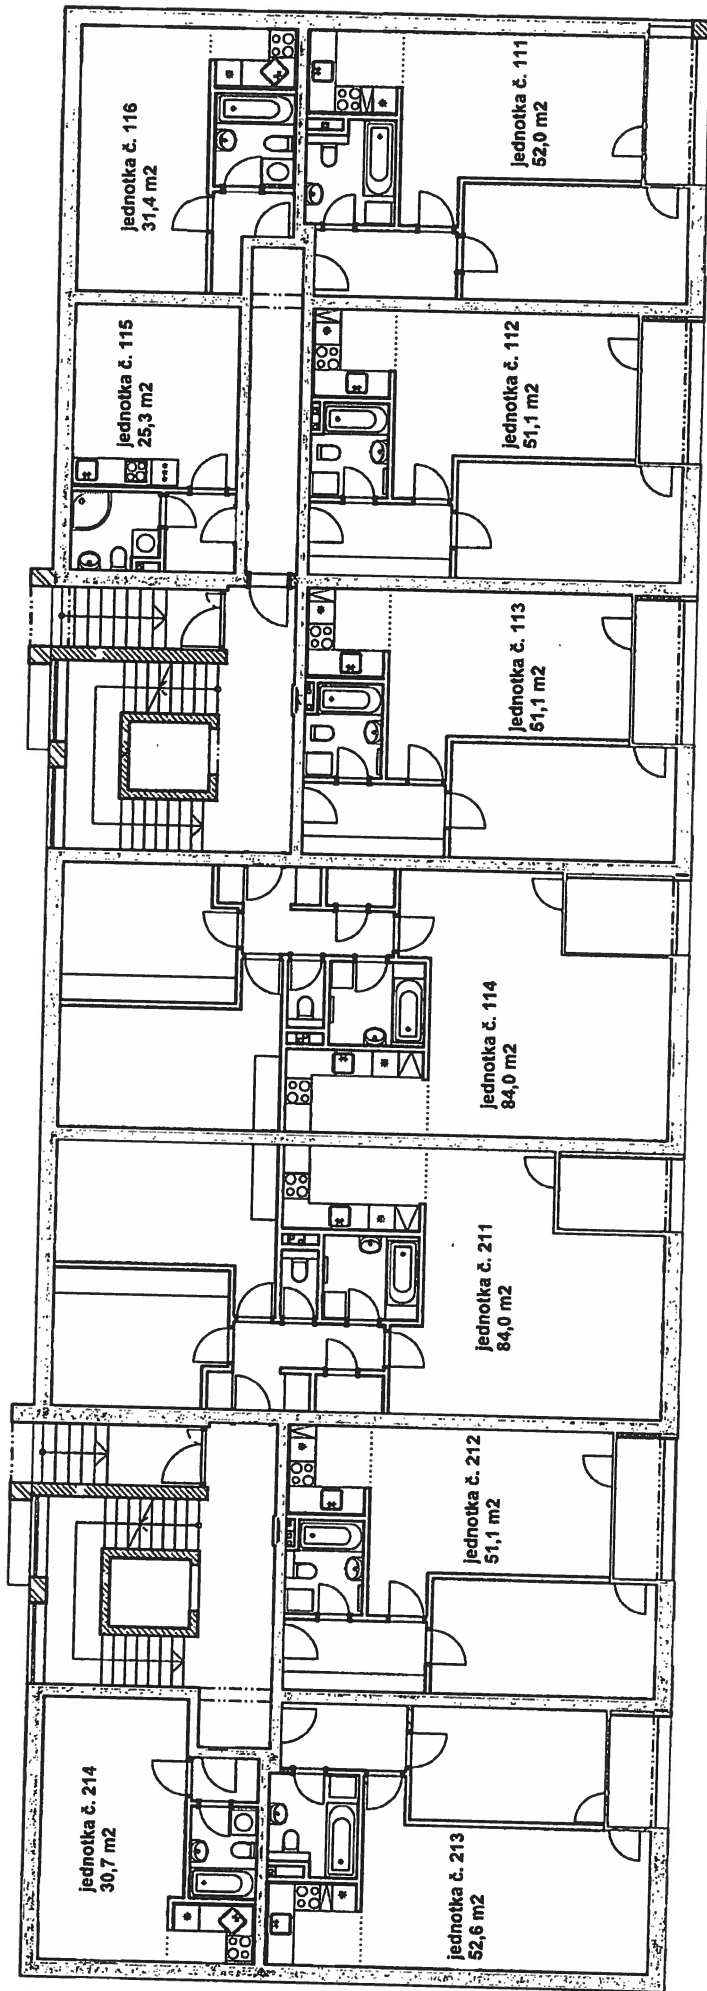 jednotka č. 116
31,4 m2
jednotka č. 111
52,0 m2
jednotka č. 115
25,3 m2
jednotka č. 112
51,1 m2
jednotka č. 113
51,1 m2
jednotka č. 114
84,0 m2
jednotka č. 211
84,0 m2
jednotka č. 212
51,1 m2
jednotka č. 214
30,7 m2
jednotka č. 213
52,6 m2